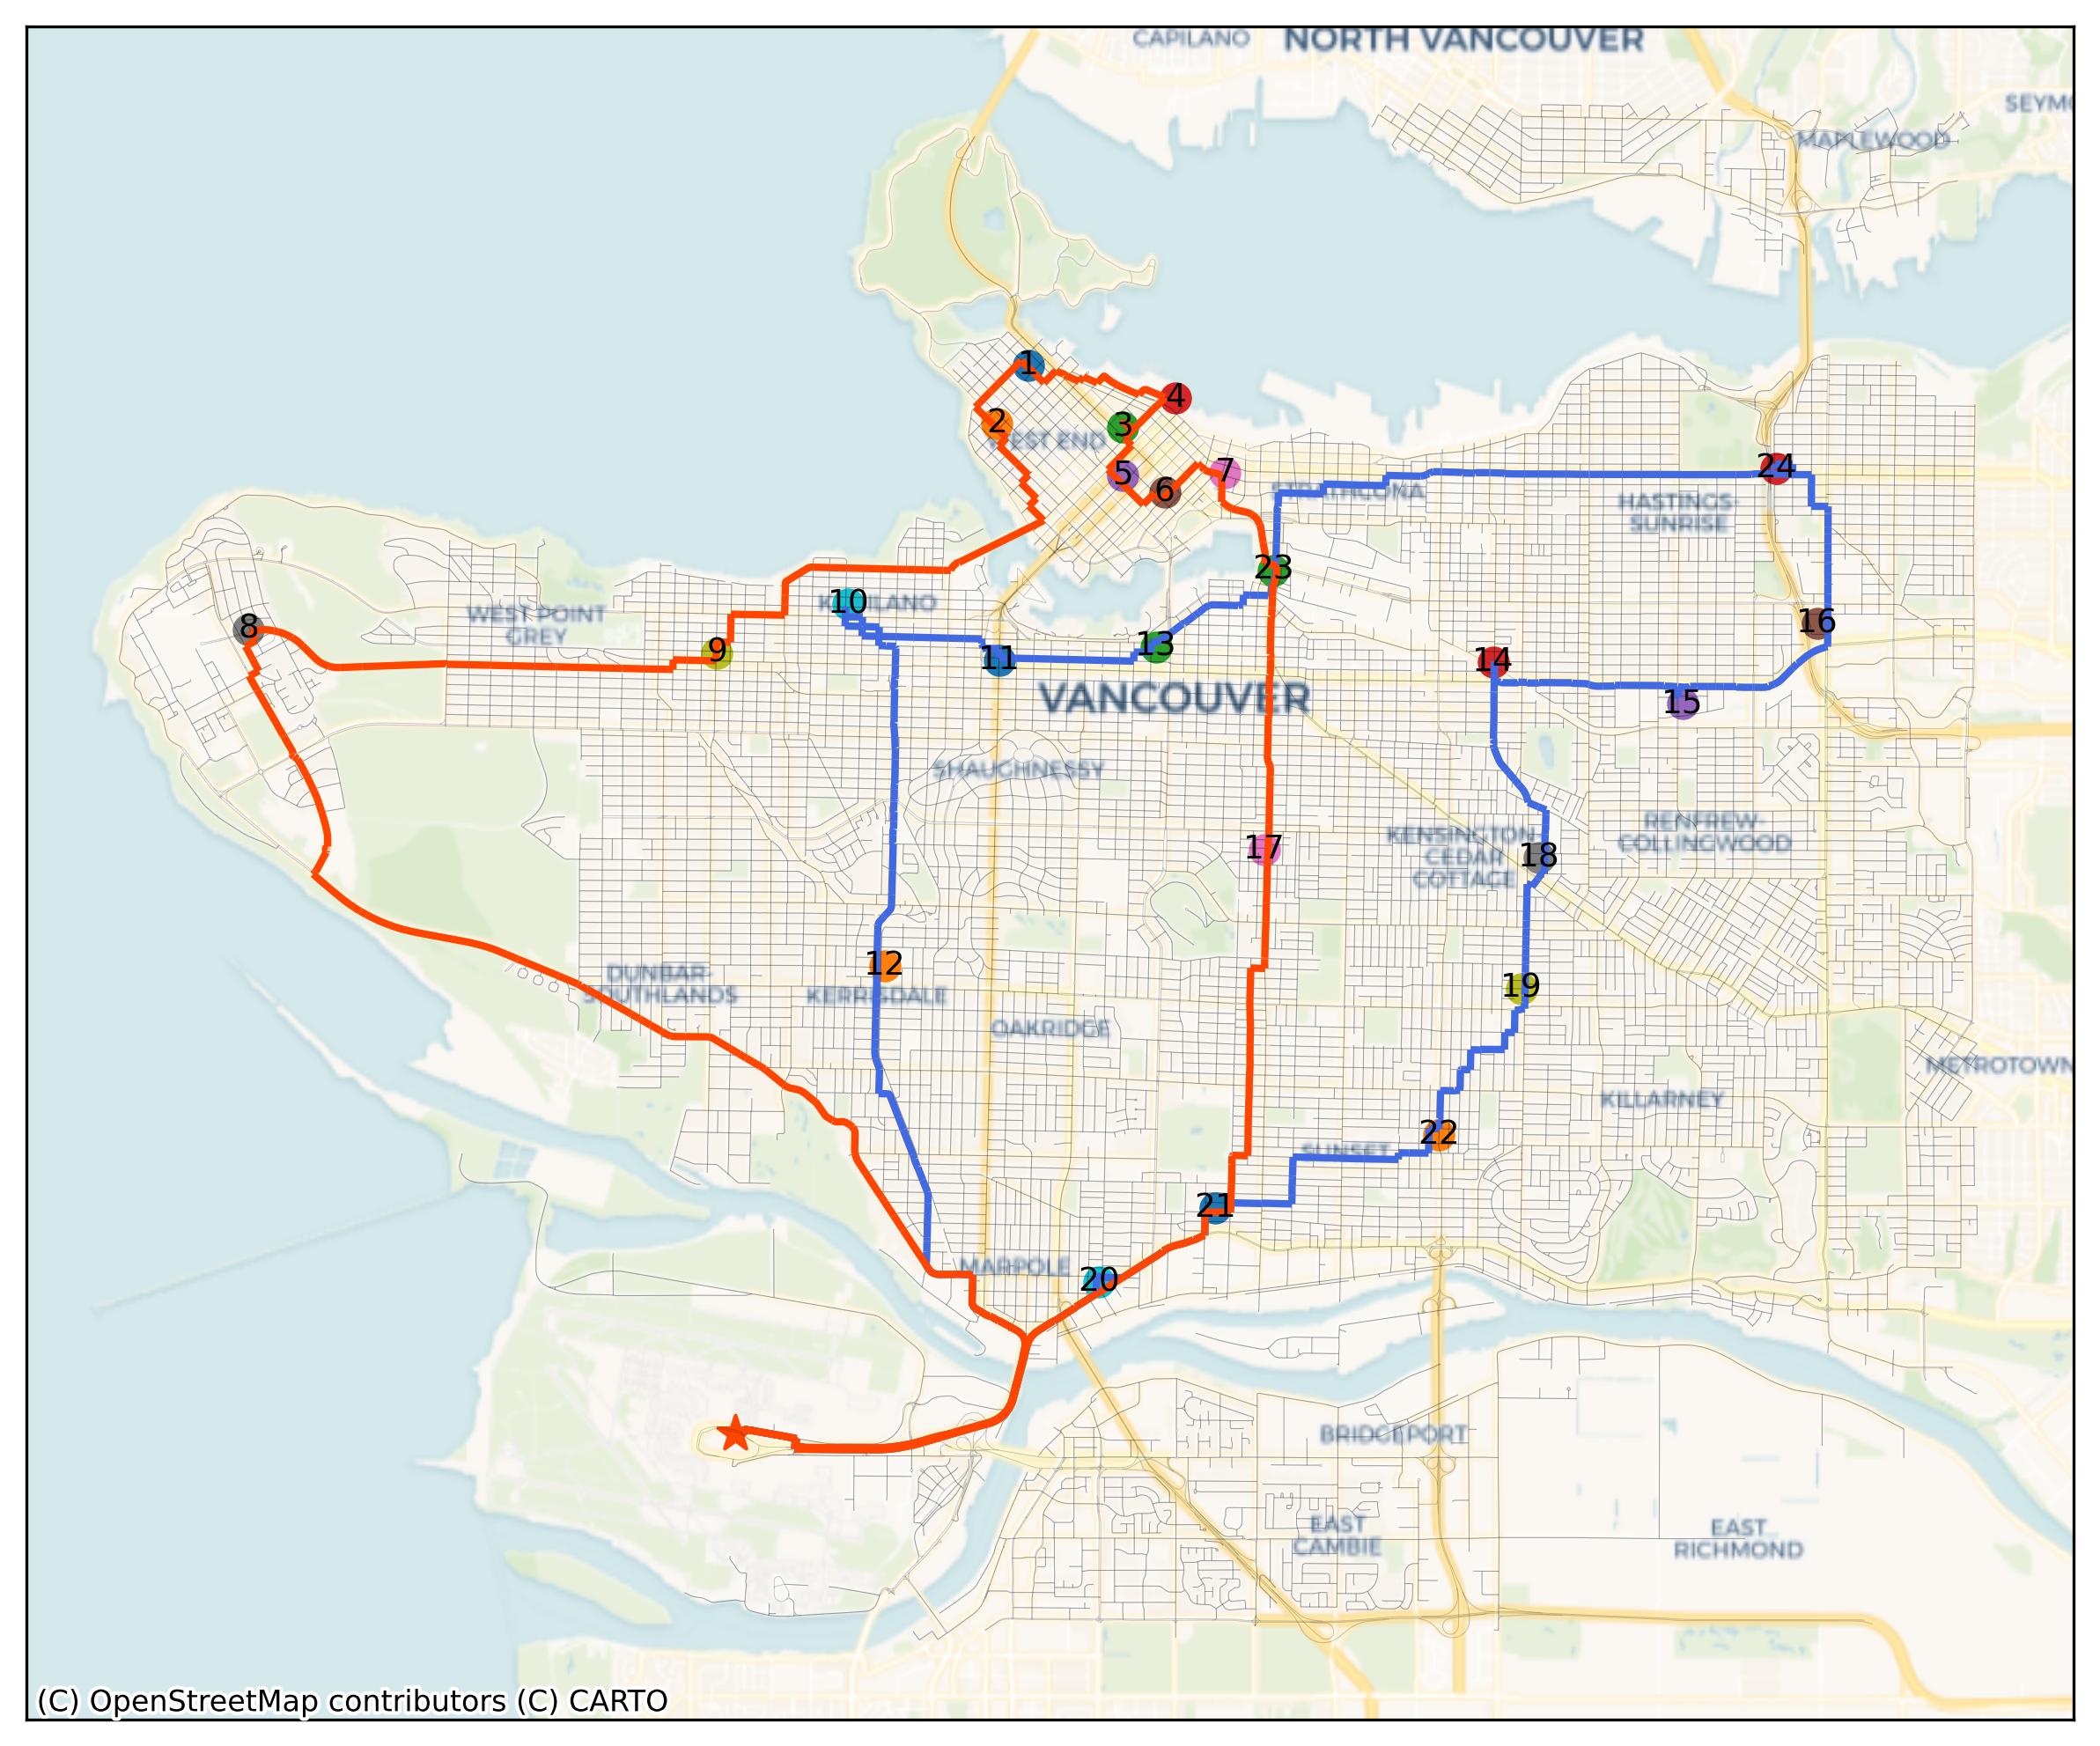 CAPILANO
NORTH VANCOUVER
SEYM
MAPLEWOOD
1
4
2
3
WEST END
5
6
7
24
STRATHCONA
HASTINGS-
SUNRISE
23
10
KITSILANO
WEST POINT
GREY
8
16
9
11
13
14
VANCOUVER
15
SHAUGHNESSY
17
KENSINGTON-
CEDAR
COTTAGE
18
RENFREW-
COLLINGWOOD
12
DUNBAR-
SOUTHLANDS
KERRISDALE
19
OAKRIDGE
METROTOWN
KILLARNEY
22
SUNSET
21
MARPOLE
20
BRIDGEPORT
EAST
CAMBIE
EAST
RICHMOND
(C) OpenStreetMap contributors (C) CARTO